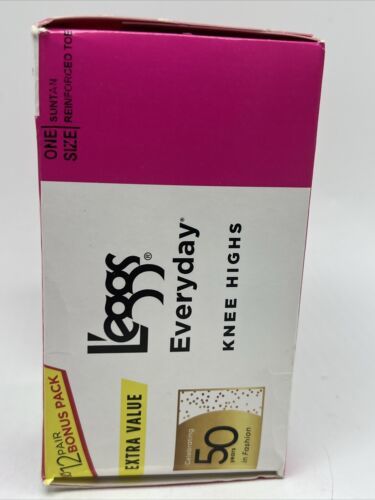 ONE
SIZE
SUNTAN
REINFORCED TOE
L'eggs®
Everyday®
KNEE HIGHS
12 PAIR
BONUS PACK
EXTRA VALUE
Celebrating
50
years
in Fashion